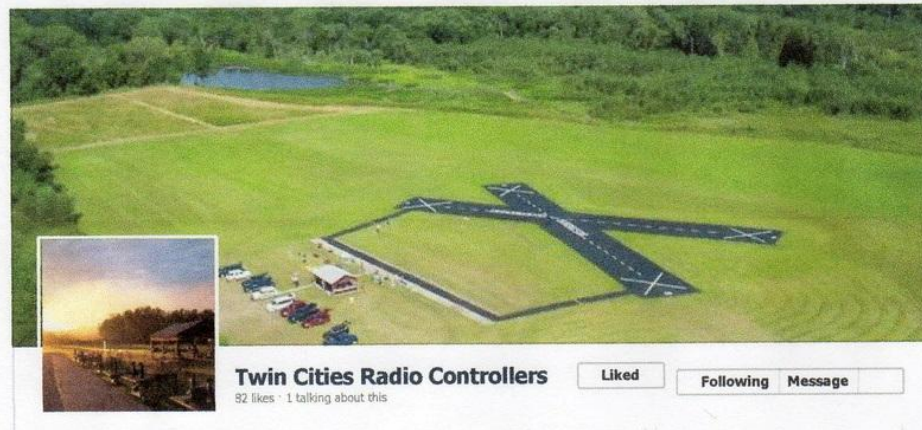 Twin Cities Radio Controllers
82 likes · 1 talking about this
Liked
Following
Message